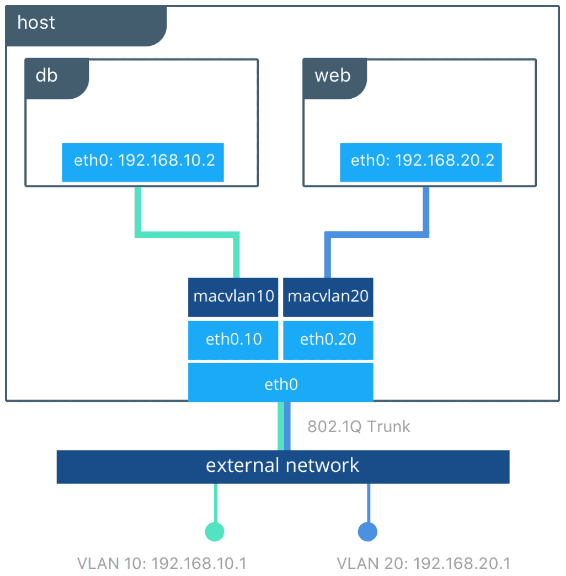 host
db
web
eth0: 192.168.10.2
eth0: 192.168.20.2
macvlan10
macvlan20
eth0.10
eth0.20
eth0
802.1Q Trunk
external network
VLAN 10: 192.168.10.1
VLAN 20: 192.168.20.1